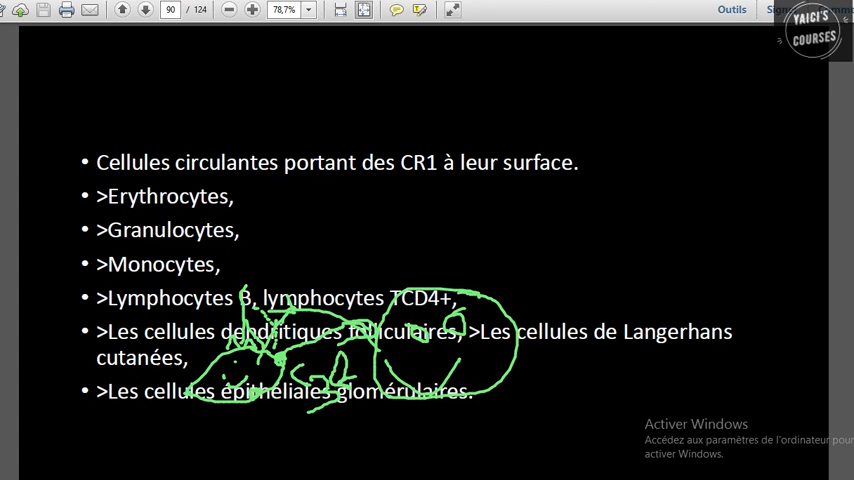 90 / 124
78,7%
Outils
YAICI'S
COURSES
• Cellules circulantes portant des CR1 à leur surface.
• >Erythrocytes,
• >Granulocytes,
• >Monocytes,
• >Lymphocytes B, lymphocytes TCD4+,
• >Les cellules dendritiques folliculaires, >Les cellules de Langerhans
cutanées,
• >Les cellules épithéliales glomérulaires.
Activer Windows
Accédez aux paramètres de l'ordinateur pour
activer Windows.